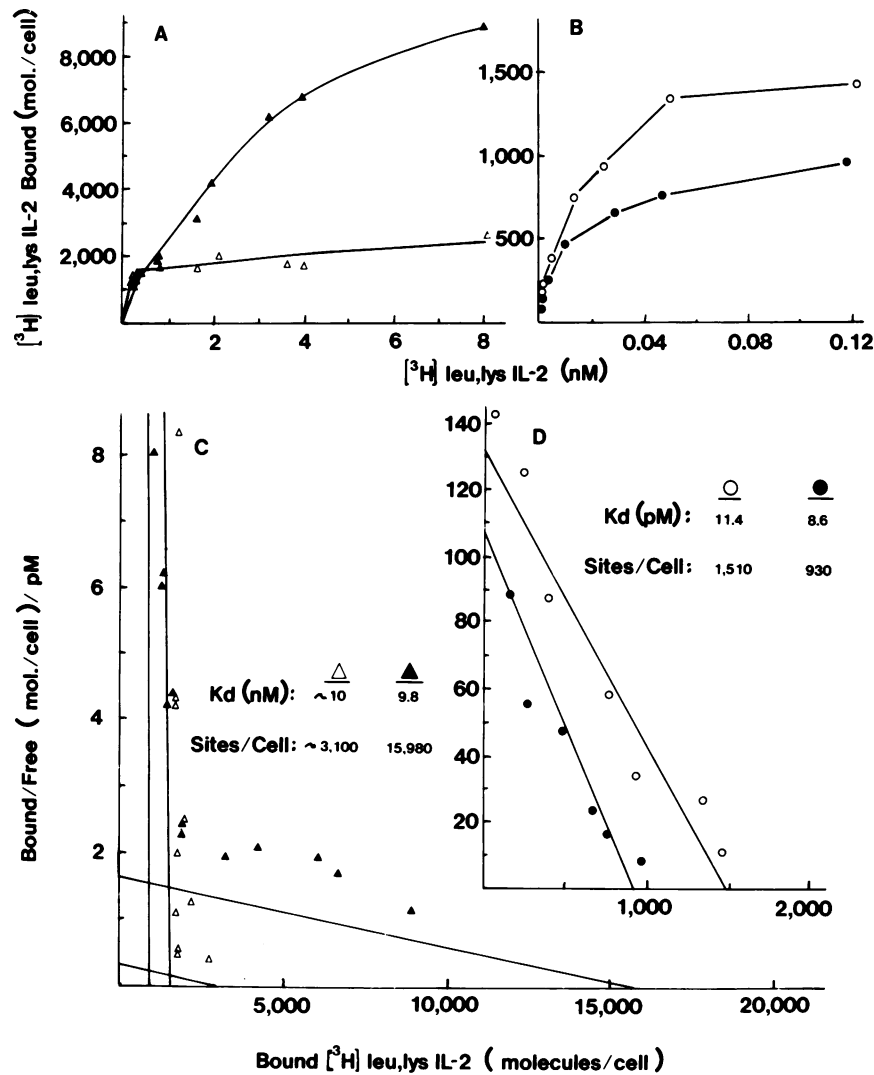 A
B
[³H] leu,lys IL-2 Bound (mol./cell)
8,000
6,000
4,000
2,000
0
2
4
6
8
1,500
1,000
500
0
0.04
0.08
0.12
[³H] leu,lys IL-2 (nM)
C
Bound/Free (mol./cell)/pM
8
6
4
2
Kd (nM): ~10 9.8
Sites/Cell: ~3,100 15,980
5,000
10,000
15,000
20,000
D
140
120
100
80
60
40
20
Kd (pM): 11.4 8.6
Sites/Cell: 1,510 930
1,000
2,000
Bound [³H] leu,lys IL-2 (molecules/cell)